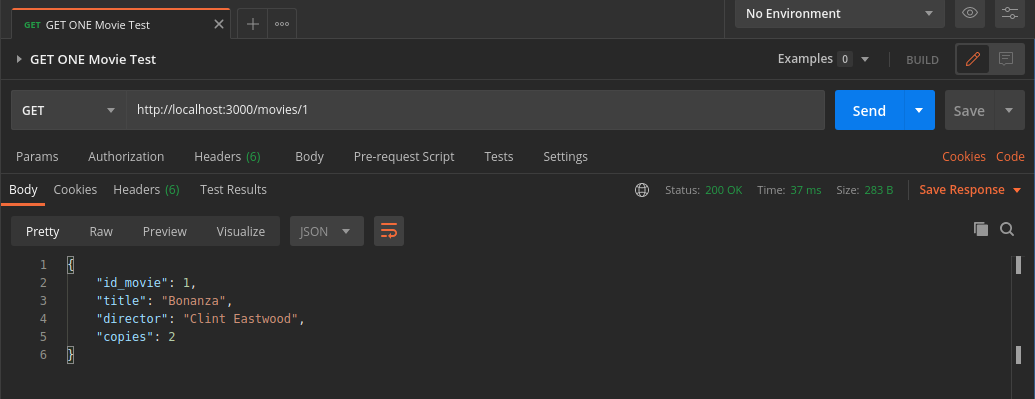 GET GET ONE Movie Test
No Environment
GET ONE Movie Test Examples 0 BUILD
GET http://localhost:3000/movies/1 Send Save
Params Authorization Headers (6) Body Pre-request Script Tests Settings Cookies Code
Body Cookies Headers (6) Test Results Status: 200 OK Time: 37 ms Size: 283 B Save Response
Pretty Raw Preview Visualize JSON
1 {
2 "id_movie": 1,
3 "title": "Bonanza",
4 "director": "Clint Eastwood",
5 "copies": 2
6 }